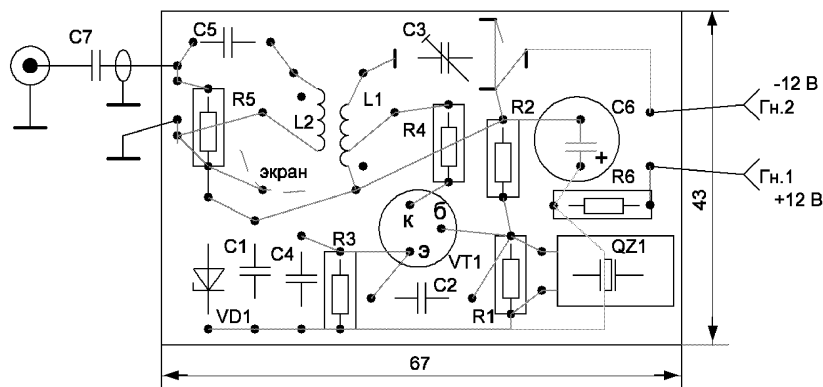 C7
C5
C3
-12 В
R5
L2
L1
R4
R2
C6
Гн.2
экран
R6
Гн.1
+12 В
+
к
б
э
43
C1
C4
R3
VT1
QZ1
VD1
C2
R1
67